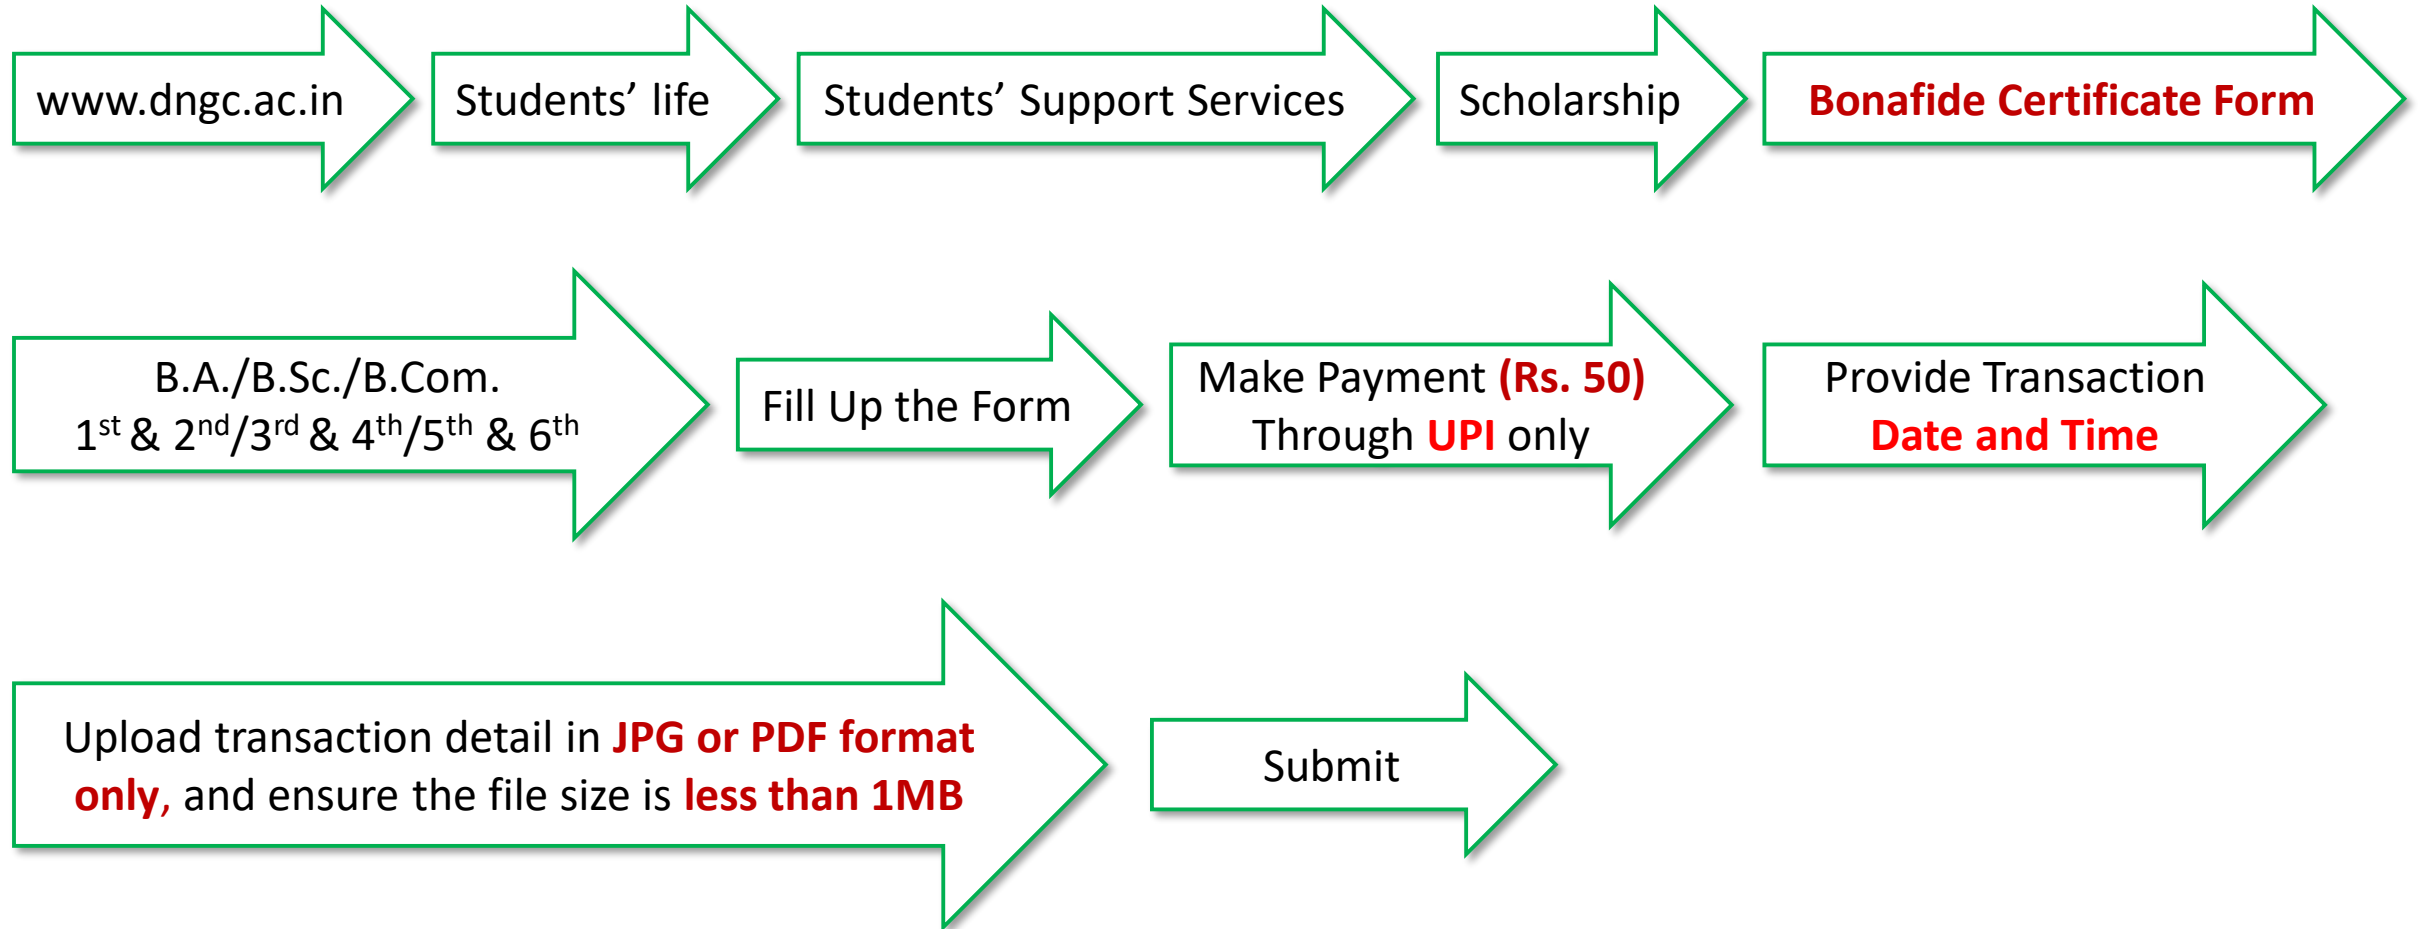 www.dngc.ac.in
Students’ life
Students’ Support Services
Scholarship
Bonafide Certificate Form
B.A./B.Sc./B.Com.
1st & 2nd/3rd & 4th/5th & 6th
Fill Up the Form
Make Payment (Rs. 50)
Through UPI only
Provide Transaction
Date and Time
Upload transaction detail in JPG or PDF format
only, and ensure the file size is less than 1MB
Submit